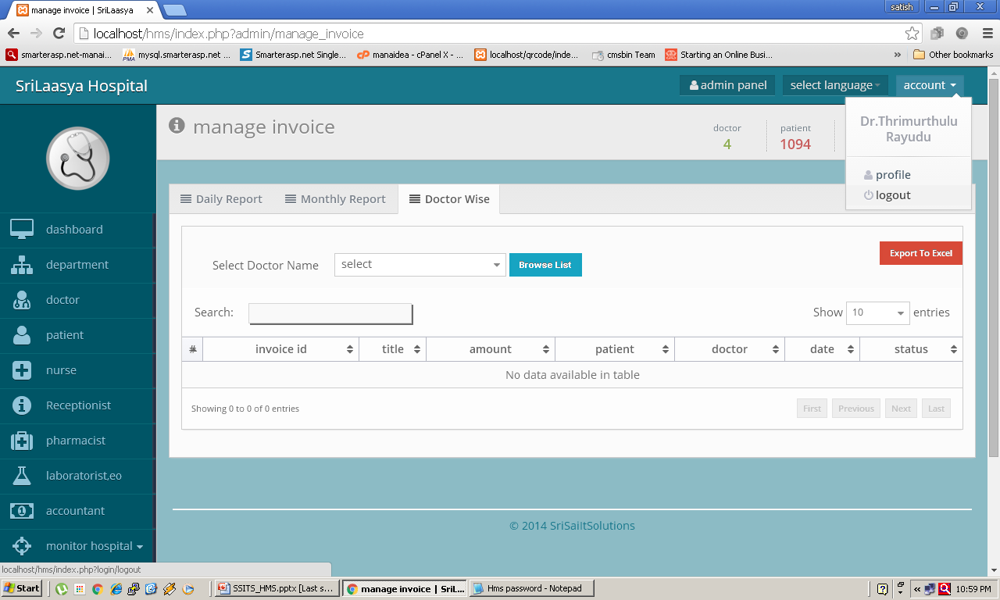 manage invoice | SriLaasya
satish
localhost/hms/index.php?admin/manage_invoice
smarterasp.net-manai...
mysql.smarterasp.net ...
Smarterasp.net Single...
manaidea - cPanel X -...
localhost/qrcode/inde...
cmsbin Team
Starting an Online Busi...
»
Other bookmarks
SriLaasya Hospital
admin panel
select language
account
Dr.Thrimurthulu
Rayudu
profile
logout
manage invoice
doctor
4
patient
1094
Daily Report
Monthly Report
Doctor Wise
Select Doctor Name
select
Browse List
Export To Excel
Search:
Show 10 entries
# invoice id title amount patient doctor date status
No data available in table
Showing 0 to 0 of 0 entries
First Previous Next Last
dashboard
department
doctor
patient
nurse
Receptionist
pharmacist
laboratorist,eo
accountant
monitor hospital
© 2014 SriSaiItSolutions
localhost/hms/index.php?login/logout
Start
SSITS_HMS.pptx [Last s...
manage invoice | SriL...
Hms password - Notepad
«
10:59 PM